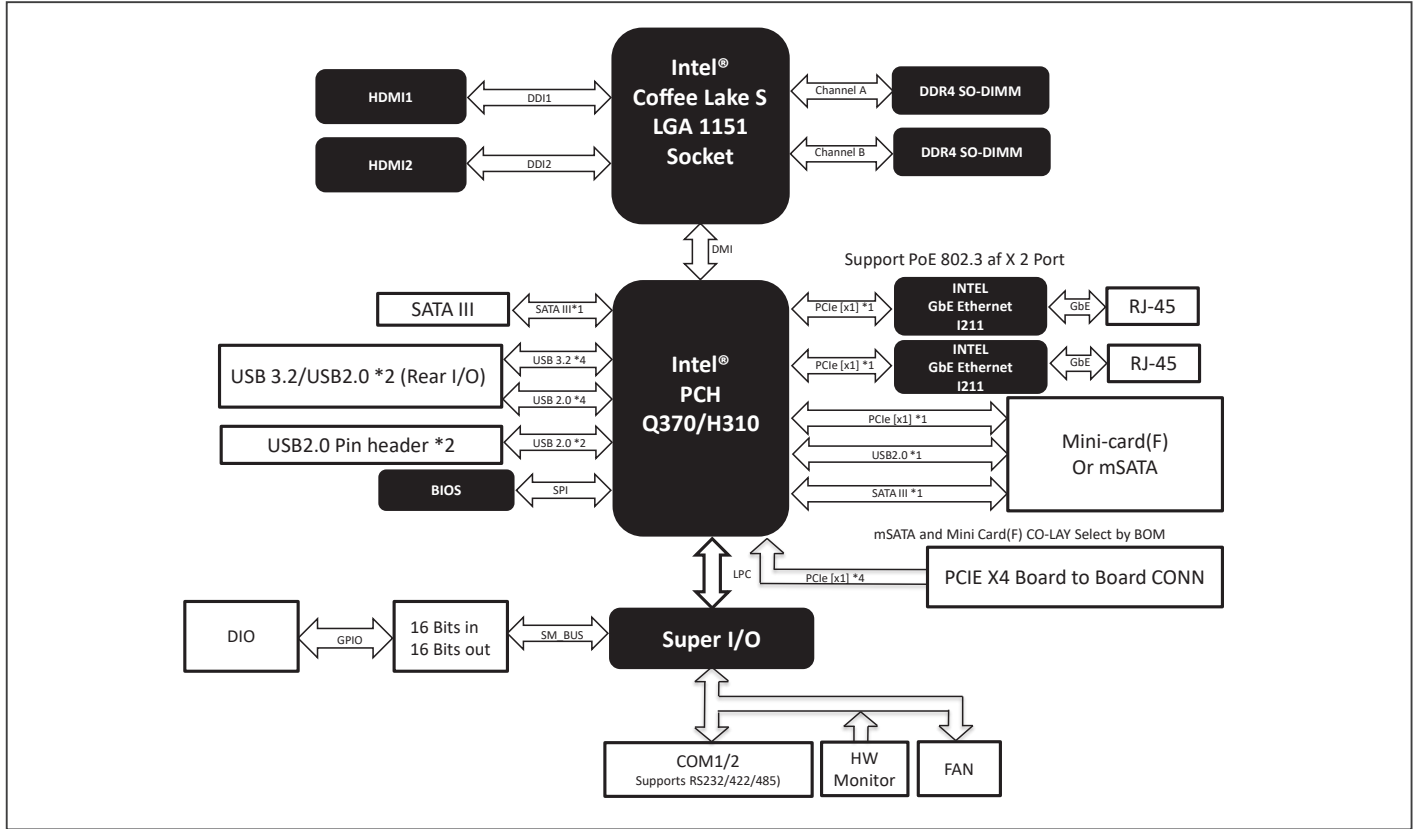 Intel®
Coffee Lake S
LGA 1151
Socket
HDMI1
DDI1
HDMI2
DDI2
Channel A
DDR4 SO-DIMM
Channel B
DDR4 SO-DIMM
DMI
Support PoE 802.3 af X 2 Port
Intel®
PCH
Q370/H310
SATA III
SATA III*1
USB 3.2/USB2.0 *2 (Rear I/O)
USB 3.2 *4
USB 2.0 *4
USB2.0 Pin header *2
USB 2.0 *2
BIOS
SPI
PCIe [x1] *1
INTEL
GbE Ethernet
I211
GbE
RJ-45
PCIe [x1] *1
INTEL
GbE Ethernet
I211
GbE
RJ-45
PCIe [x1] *1
USB2.0 *1
SATA III *1
Mini-card(F)
Or mSATA
mSATA and Mini Card(F) CO-LAY Select by BOM
LPC
PCIe [x1] *4
PCIE X4 Board to Board CONN
DIO
GPIO
16 Bits in
16 Bits out
SM_BUS
Super I/O
COM1/2
Supports RS232/422/485)
HW
Monitor
FAN